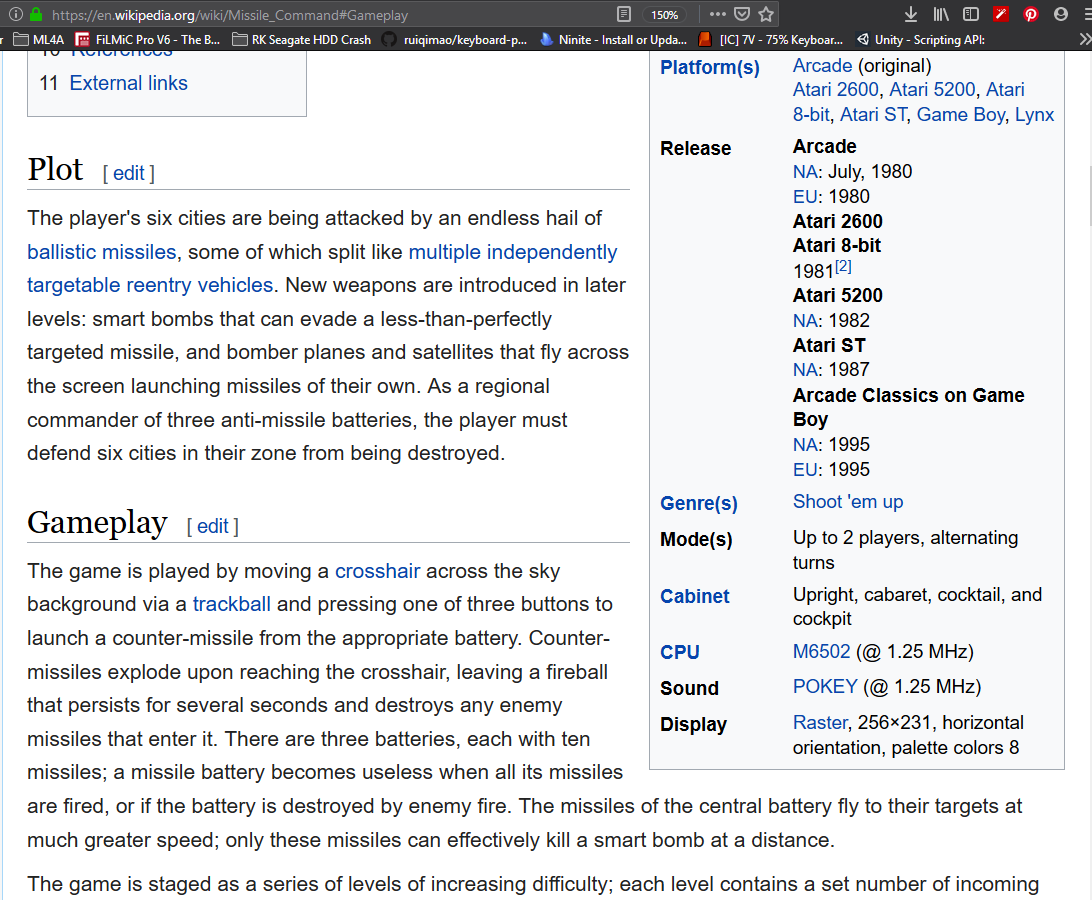 https://en.wikipedia.org/wiki/Missile_Command#Gameplay
150%
r
ML4A
FiLMiC Pro V6 - The B...
RK Seagate HDD Crash
ruiqimao/keyboard-p...
Ninite - Install or Upda...
[IC] 7V - 75% Keyboar...
Unity - Scripting API:
10 References
11 External links
Plot [ edit ]
The player's six cities are being attacked by an endless hail of
ballistic missiles, some of which split like multiple independently
targetable reentry vehicles. New weapons are introduced in later
levels: smart bombs that can evade a less-than-perfectly
targeted missile, and bomber planes and satellites that fly across
the screen launching missiles of their own. As a regional
commander of three anti-missile batteries, the player must
defend six cities in their zone from being destroyed.
Gameplay [ edit ]
The game is played by moving a crosshair across the sky
background via a trackball and pressing one of three buttons to
launch a counter-missile from the appropriate battery. Counter-
missiles explode upon reaching the crosshair, leaving a fireball
that persists for several seconds and destroys any enemy
missiles that enter it. There are three batteries, each with ten
missiles; a missile battery becomes useless when all its missiles
are fired, or if the battery is destroyed by enemy fire. The missiles of the central battery fly to their targets at
much greater speed; only these missiles can effectively kill a smart bomb at a distance.
The game is staged as a series of levels of increasing difficulty; each level contains a set number of incoming
Platform(s) Arcade (original)
Atari 2600, Atari 5200, Atari
8-bit, Atari ST, Game Boy, Lynx
Release Arcade
NA: July, 1980
EU: 1980
Atari 2600
Atari 8-bit
1981[2]
Atari 5200
NA: 1982
Atari ST
NA: 1987
Arcade Classics on Game
Boy
NA: 1995
EU: 1995
Genre(s) Shoot 'em up
Mode(s) Up to 2 players, alternating
turns
Cabinet Upright, cabaret, cocktail, and
cockpit
CPU M6502 (@ 1.25 MHz)
Sound POKEY (@ 1.25 MHz)
Display Raster, 256×231, horizontal
orientation, palette colors 8